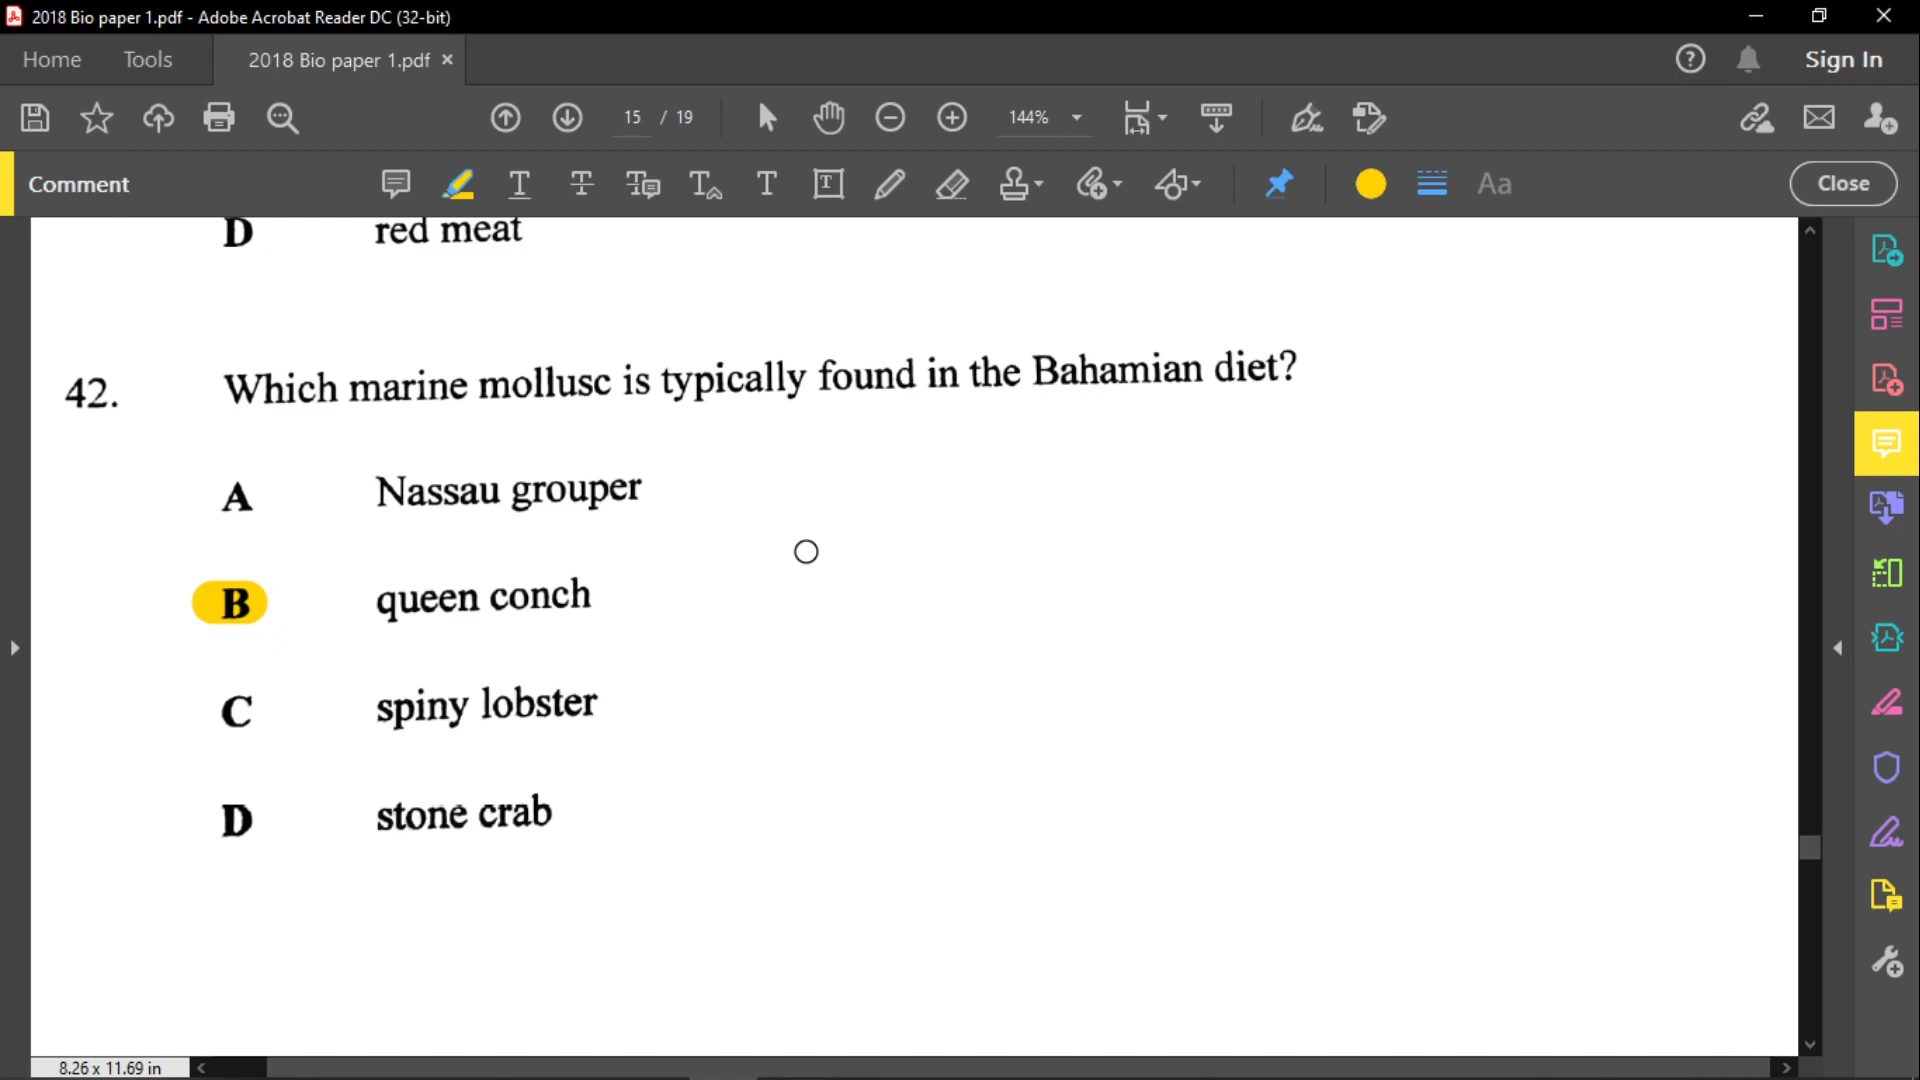 2018 Bio paper 1.pdf - Adobe Acrobat Reader DC (32-bit)
Home Tools 2018 Bio paper 1.pdf × Sign In
15 / 19 144%
Comment Aa Close
D red meat
42. Which marine mollusc is typically found in the Bahamian diet?
A Nassau grouper
B queen conch
C spiny lobster
D stone crab
8.26 x 11.69 in